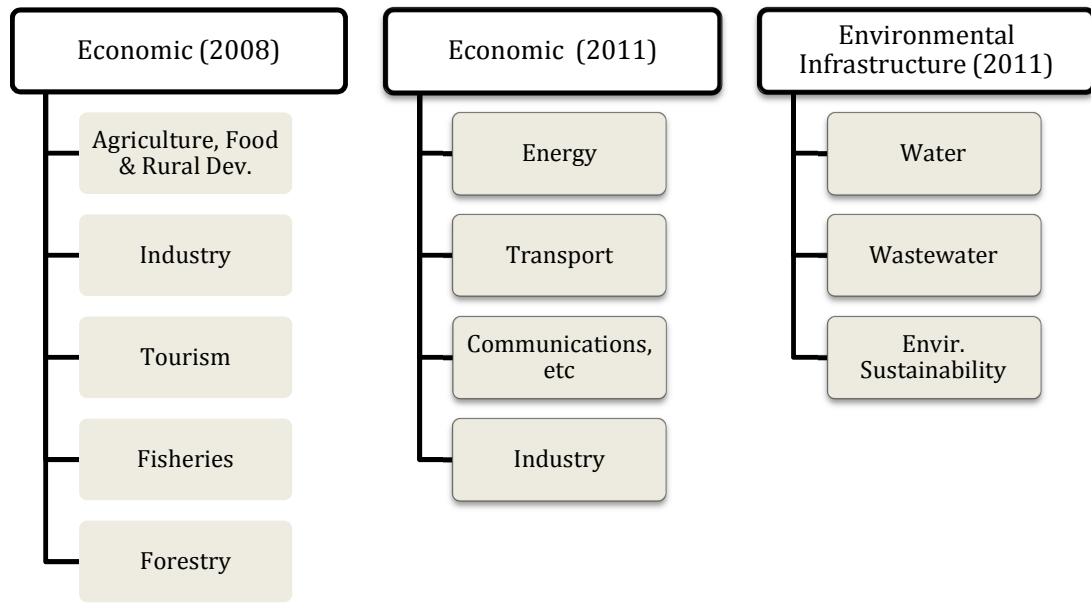 Economic (2008)
Agriculture, Food
& Rural Dev.
Industry
Tourism
Fisheries
Forestry
Economic (2011)
Energy
Transport
Communications,
etc
Industry
Environmental
Infrastructure (2011)
Water
Wastewater
Envir.
Sustainability